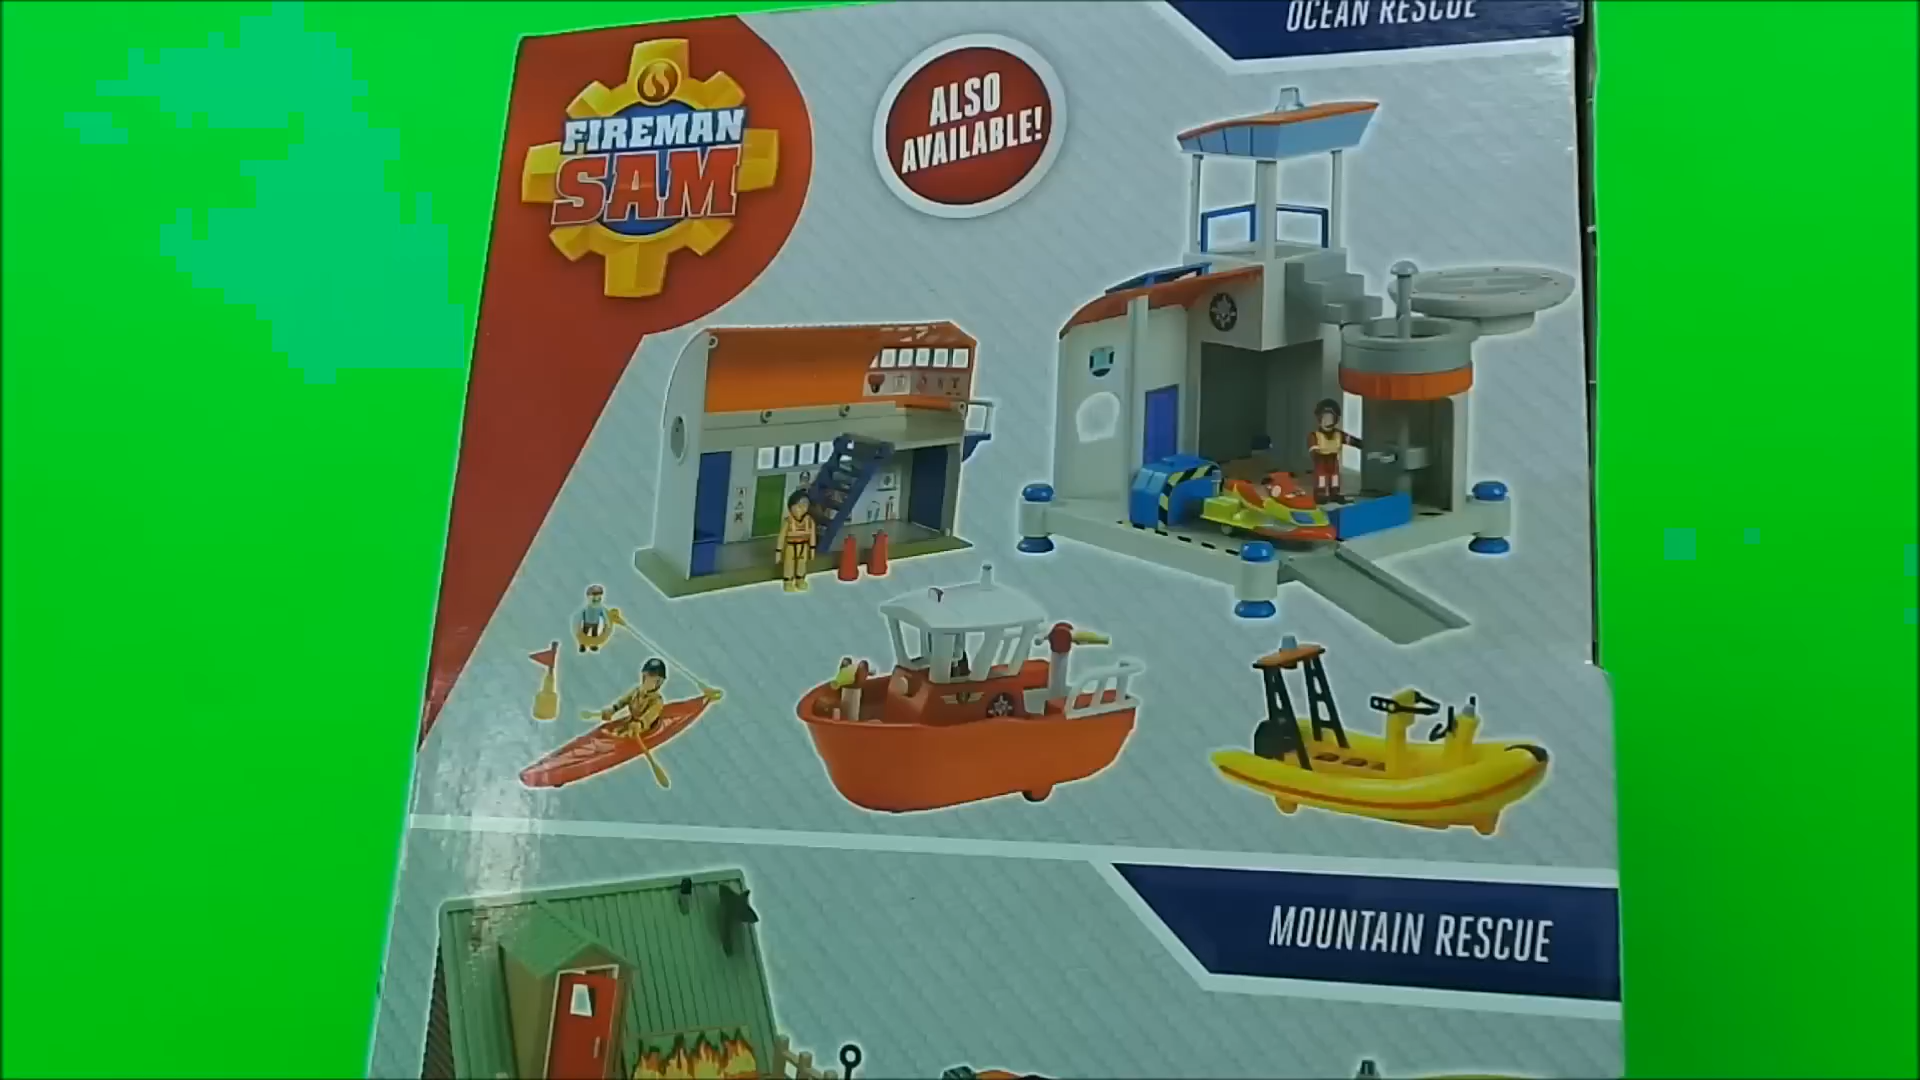 OCEAN RESCUE
FIREMAN
SAM
ALSO
AVAILABLE!
MOUNTAIN RESCUE